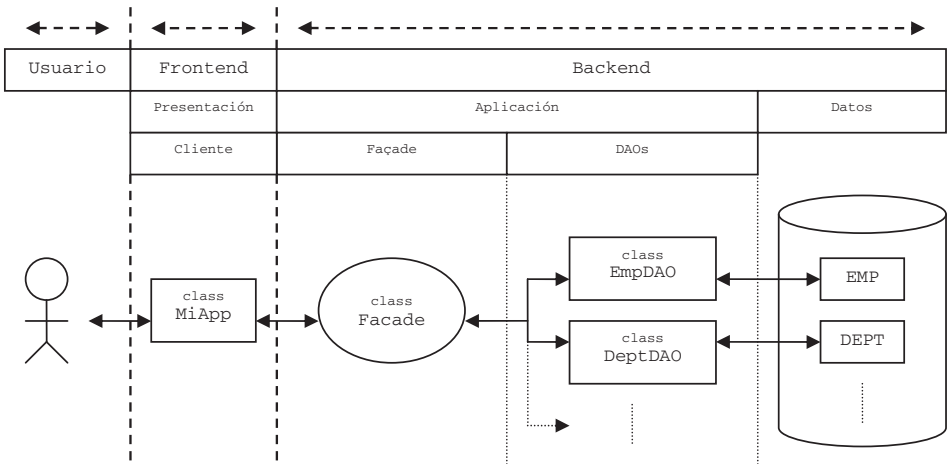 Usuario
Frontend
Backend
Presentación
Aplicación
Datos
Cliente
Façade
DAOs
class
MiApp
class
Facade
class
EmpDAO
class
DeptDAO
EMP
DEPT